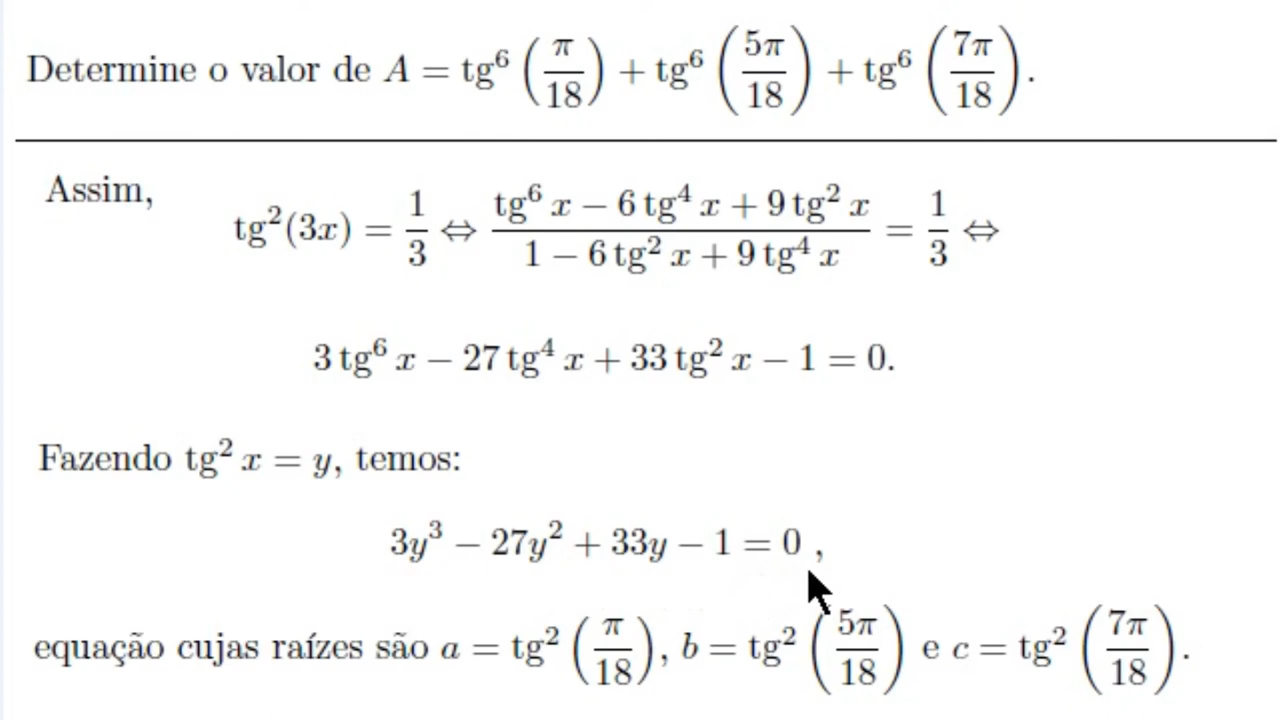 Determine o valor de A = tg⁶(π/18) + tg⁶(5π/18) + tg⁶(7π/18).
Assim,
tg²(3x) = 1/3 ⇔ (tg⁶ x − 6 tg⁴ x + 9 tg² x)/(1 − 6 tg² x + 9 tg⁴ x) = 1/3 ⇔
3 tg⁶ x − 27 tg⁴ x + 33 tg² x − 1 = 0.
Fazendo tg² x = y, temos:
3y³ − 27y² + 33y − 1 = 0 ,
equação cujas raízes são a = tg²(π/18), b = tg²(5π/18) e c = tg²(7π/18).